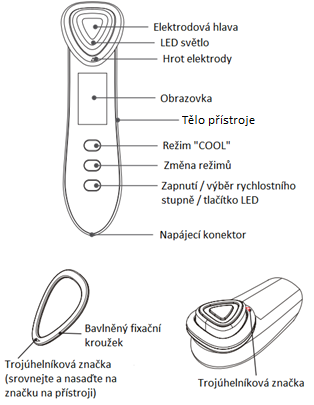 Elektrodová hlava
LED světlo
Hrot elektrody
Obrazovka
Tělo přístroje
Režim "COOL"
Změna režimů
Zapnutí / výběr rychlostního
stupně / tlačítko LED
Napájecí konektor
Bavlněný fixační
kroužek
Trojúhelníková značka
(srovnejte a nasaďte na
značku na přístroji)
Trojúhelníková značka